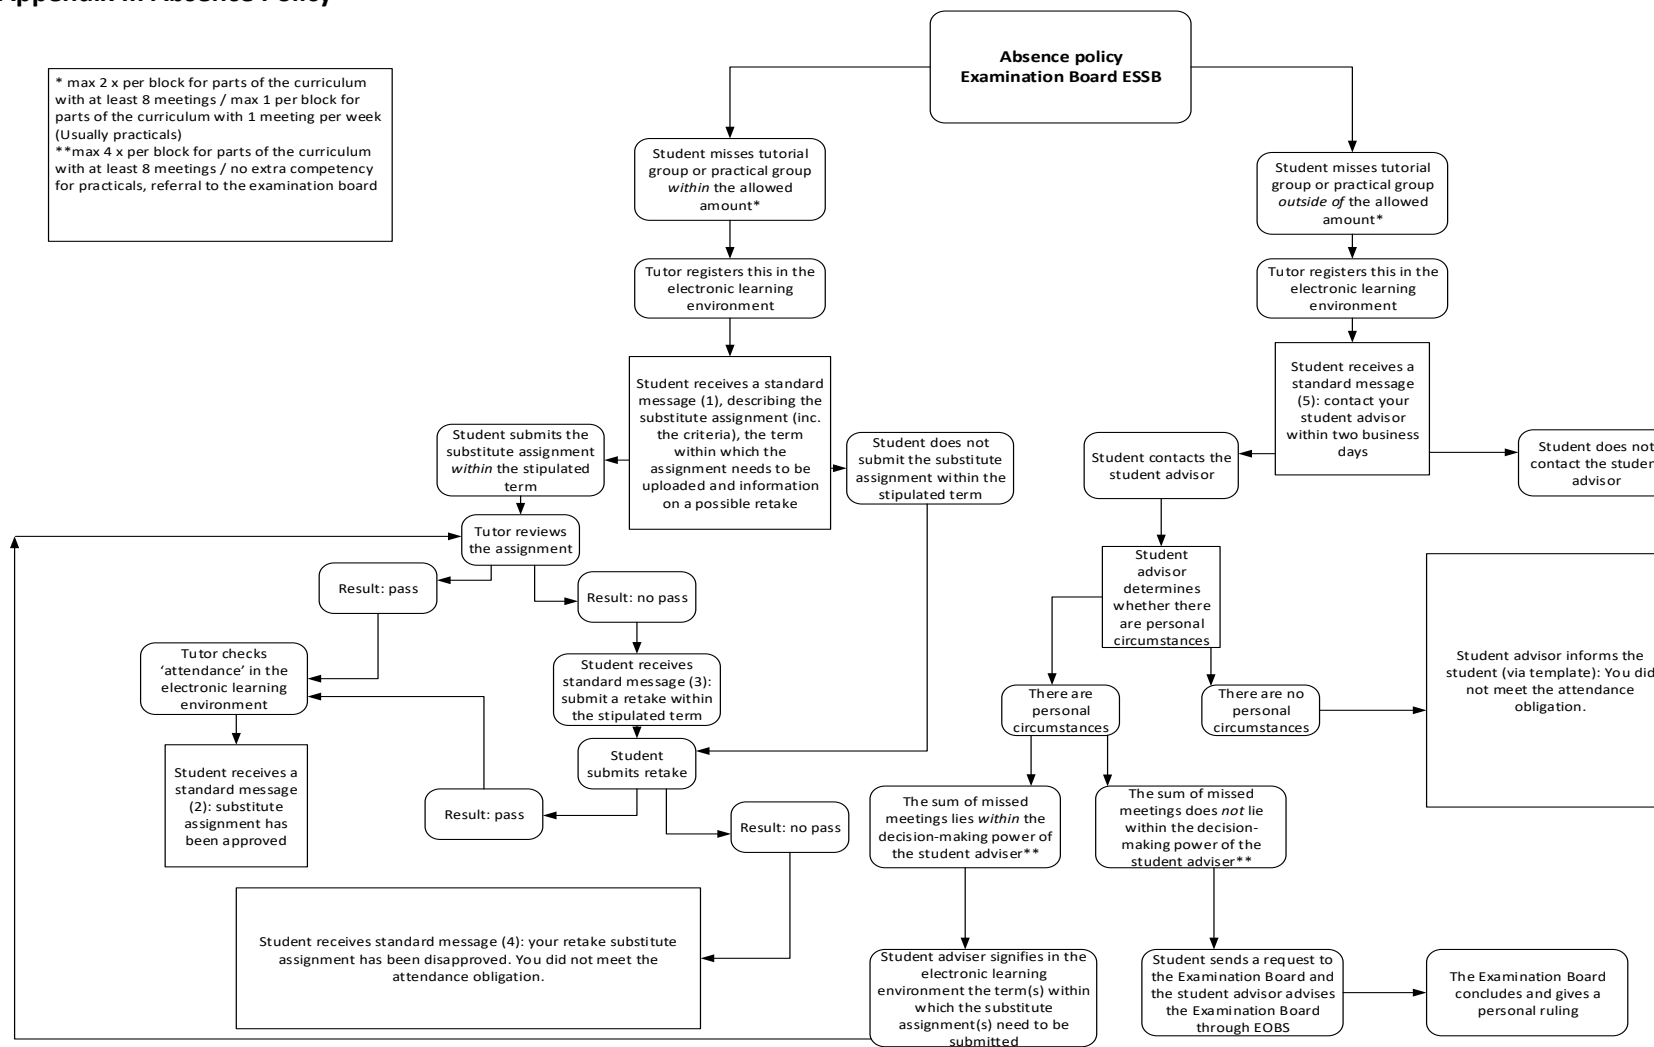 Absence policy
Examination Board ESSB
* max 2 x per block for parts of the curriculum
with at least 8 meetings / max 1 per block for
parts of the curriculum with 1 meeting per week
(Usually practicals)
**max 4 x per block for parts of the curriculum
with at least 8 meetings / no extra competency
for practicals, referral to the examination board
Student misses tutorial
group or practical group
within the allowed
amount*
Student misses tutorial
group or practical group
outside of the allowed
amount*
Tutor registers this in the
electronic learning
environment
Tutor registers this in the
electronic learning
environment
Student receives a standard
message (1), describing the
substitute assignment (inc.
the criteria), the term
within which the
assignment needs to be
uploaded and information
on a possible retake
Student receives a
standard message
(5): contact your
student advisor
within two business
days
Student submits the
substitute assignment
within the stipulated
term
Student does not
submit the substitute
assignment within the
stipulated term
Student contacts the
student advisor
Student does not
contact the student
advisor
Tutor reviews
the assignment
Result: pass
Result: no pass
Student
advisor
determines
whether there
are personal
circumstances
Tutor checks
‘attendance’ in the
electronic learning
environment
Student receives
standard message (3):
submit a retake within
the stipulated term
There are
personal
circumstances
There are no
personal
circumstances
Student advisor informs the
student (via template): You did
not meet the attendance
obligation.
Student receives a
standard message
(2): substitute
assignment has
been approved
Student
submits retake
Result: pass
Result: no pass
The sum of missed
meetings lies within the
decision-making power of
the student adviser**
The sum of missed
meetings does not lie
within the decision-
making power of the
student adviser**
Student receives standard message (4): your retake substitute
assignment has been disapproved. You did not meet the
attendance obligation.
Student adviser signifies in the
electronic learning
environment the term(s) within
which the substitute
assignment(s) need to be
submitted
Student sends a request to
the Examination Board and
the student advisor advises
the Examination Board
through EOBS
The Examination Board
concludes and gives a
personal ruling